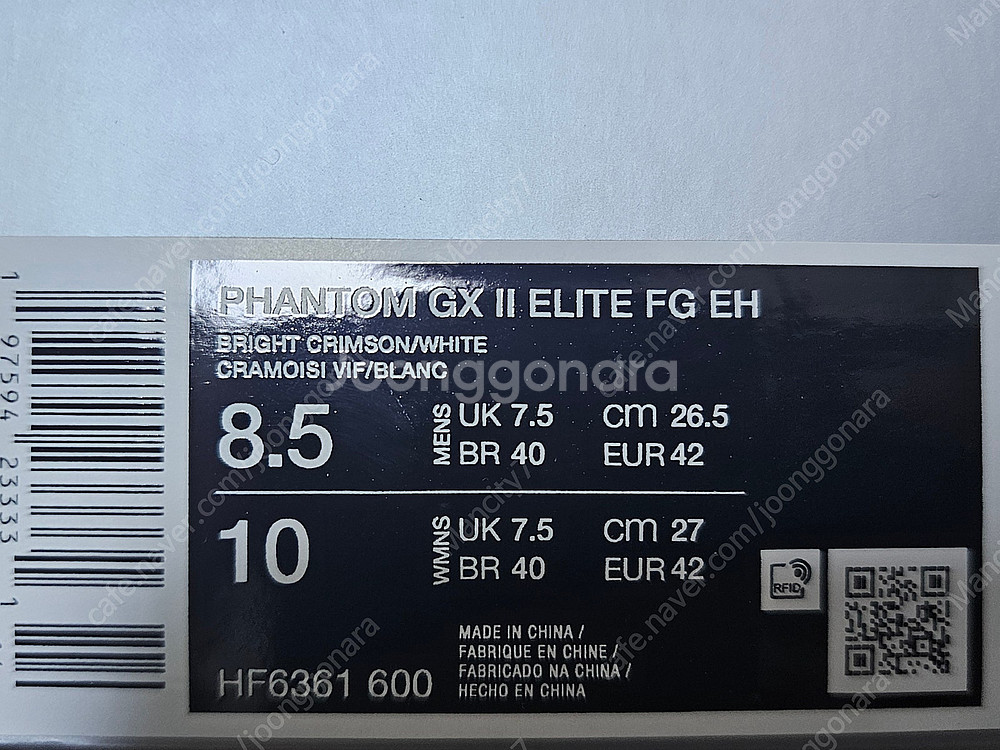 PHANTOM GX II ELITE FG EH
BRIGHT CRIMSON/WHITE
CRAMOISI VIF/BLANC
Joonggonara
8.5 MENS UK 7.5 CM 26.5
BR 40 EUR 42
10 WMNS UK 7.5 CM 27
BR 40 EUR 42
RFID
MADE IN CHINA /
FABRIQUE EN CHINE /
FABRICADO NA CHINA /
HECHO EN CHINA
HF6361 600
1 97594 23333 1
cafe.naver.com/joonggonara
Mancity7